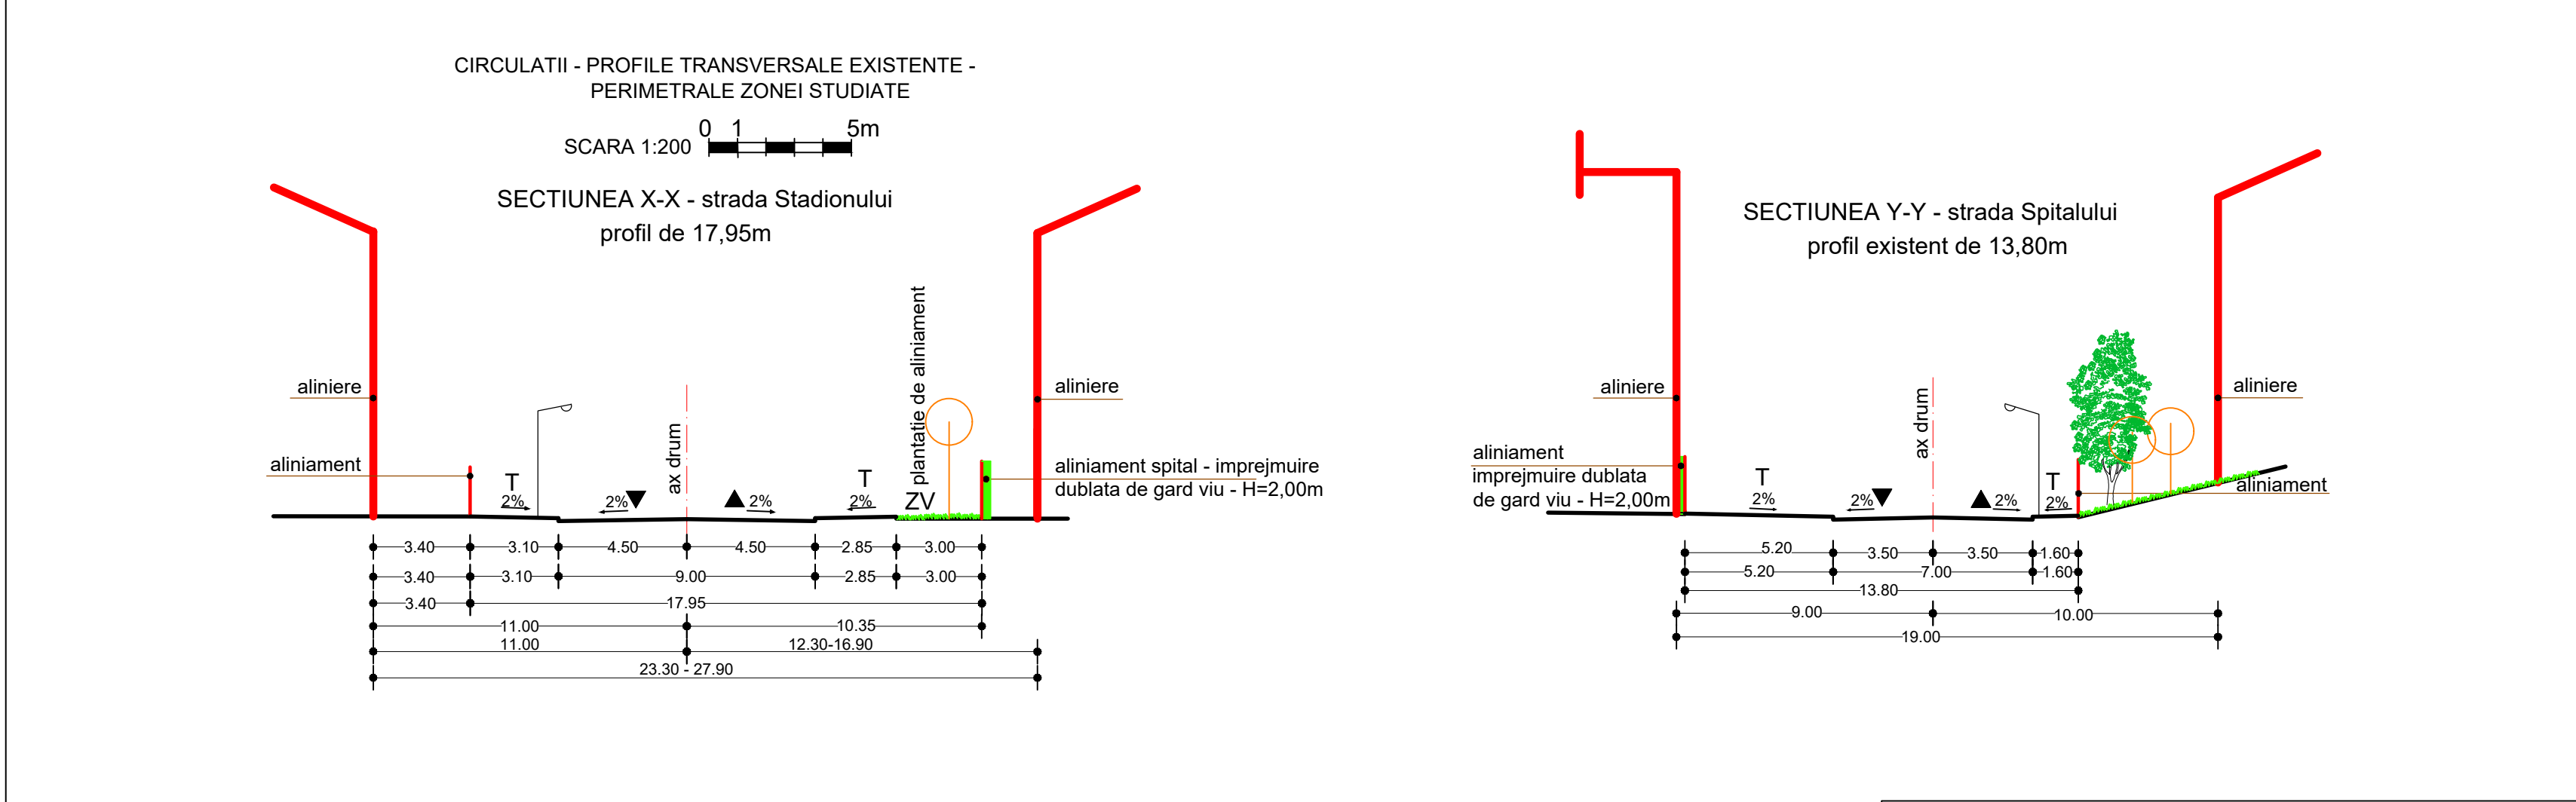 CIRCULATII - PROFILE TRANSVERSALE EXISTENTE -
PERIMETRALE ZONEI STUDIATE
0 1 5m
SCARA 1:200
SECTIUNEA X-X - strada Stadionului
profil de 17,95m
plantatie de aliniament
aliniere
aliniere
ax drum
aliniament
aliniament spital - imprejmuire
dublata de gard viu - H=2,00m
T
T
ZV
2%
2%
2%
2%
3.40 3.10 4.50 4.50 2.85 3.00
3.40 3.10 9.00 2.85 3.00
3.40 17.95
11.00 10.35
11.00 12.30-16.90
23.30 - 27.90
SECTIUNEA Y-Y - strada Spitalului
profil existent de 13,80m
aliniere
aliniere
ax drum
aliniament
imprejmuire dublata
de gard viu - H=2,00m
T
T
aliniament
2%
2%
2%
2%
5.20 3.50 3.50 1.60
5.20 7.00 1.60
13.80
9.00 10.00
19.00